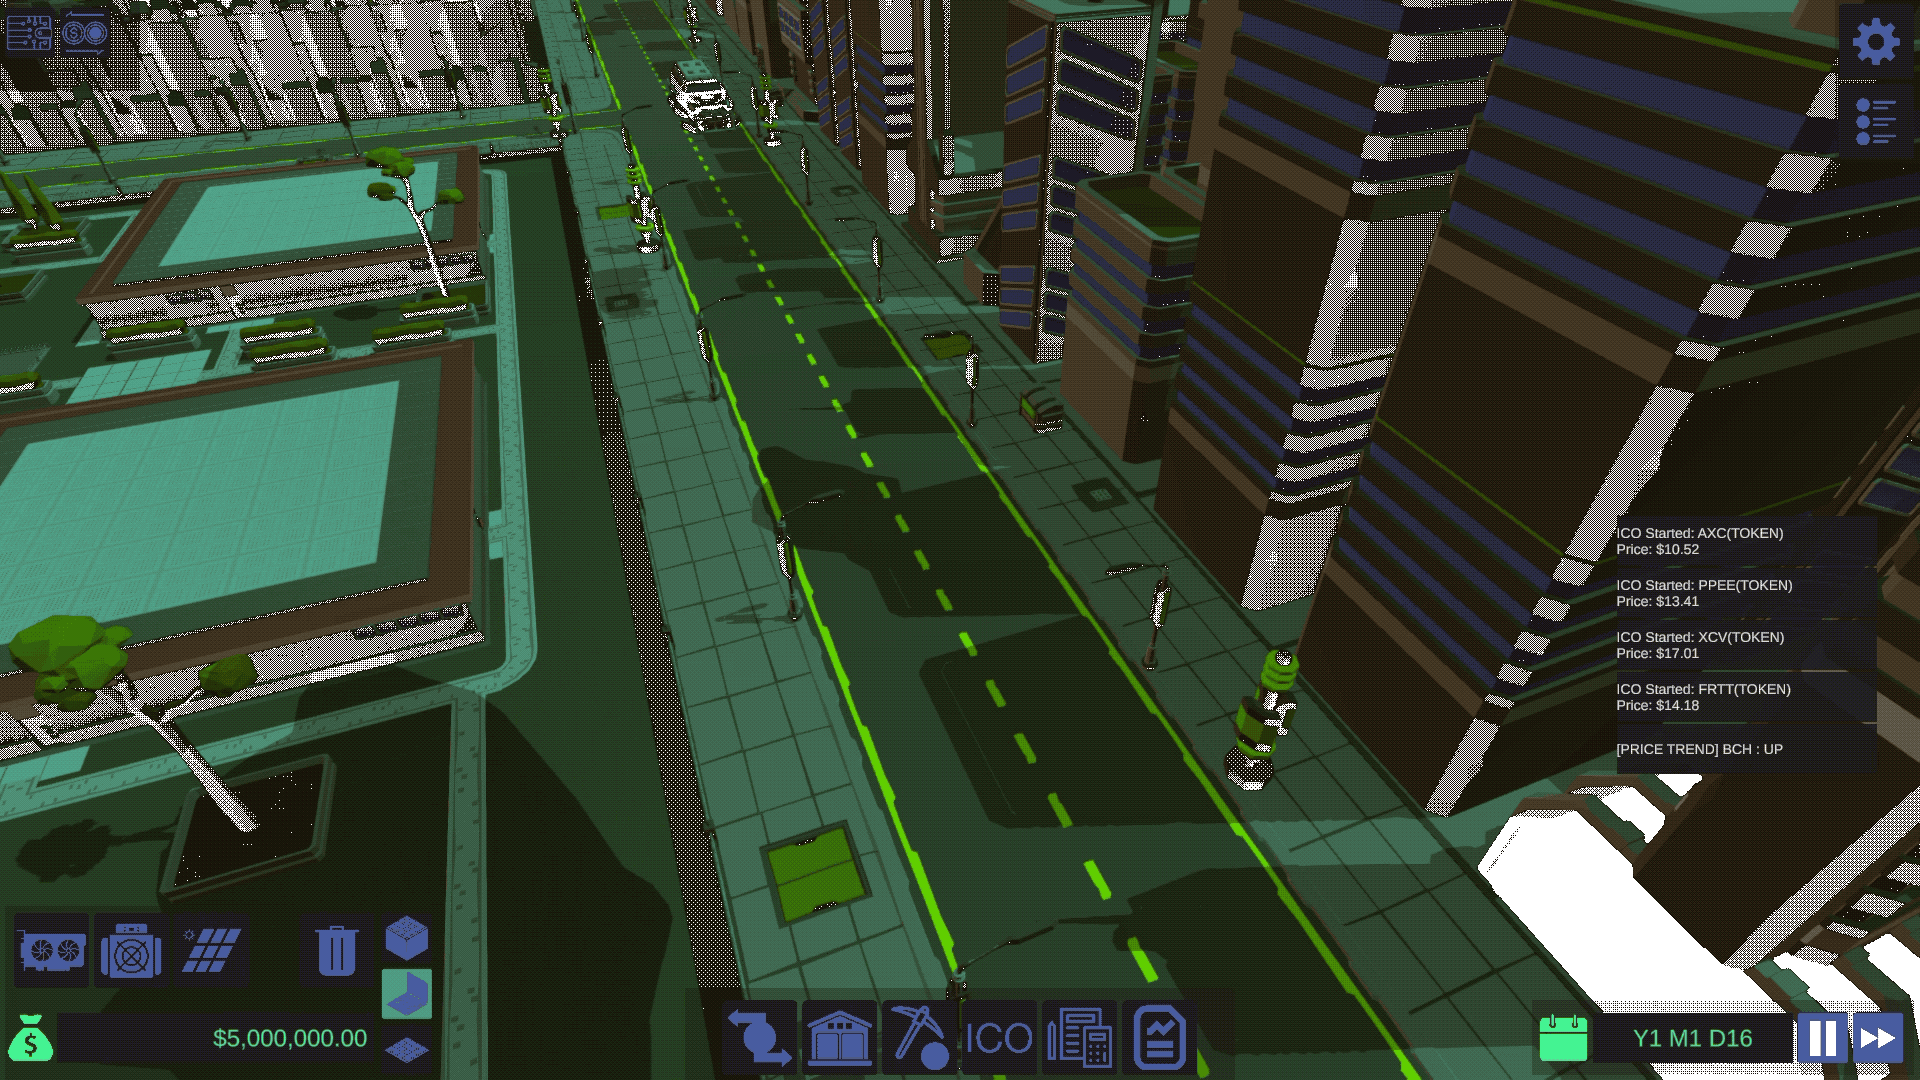 ICO Started: AXC(TOKEN)
Price: $10.52
ICO Started: PPEE(TOKEN)
Price: $13.41
ICO Started: XCV(TOKEN)
Price: $17.01
ICO Started: FRTT(TOKEN)
Price: $14.18
[PRICE TREND] BCH : UP
$5,000,000.00
ICO
Y1 M1 D16